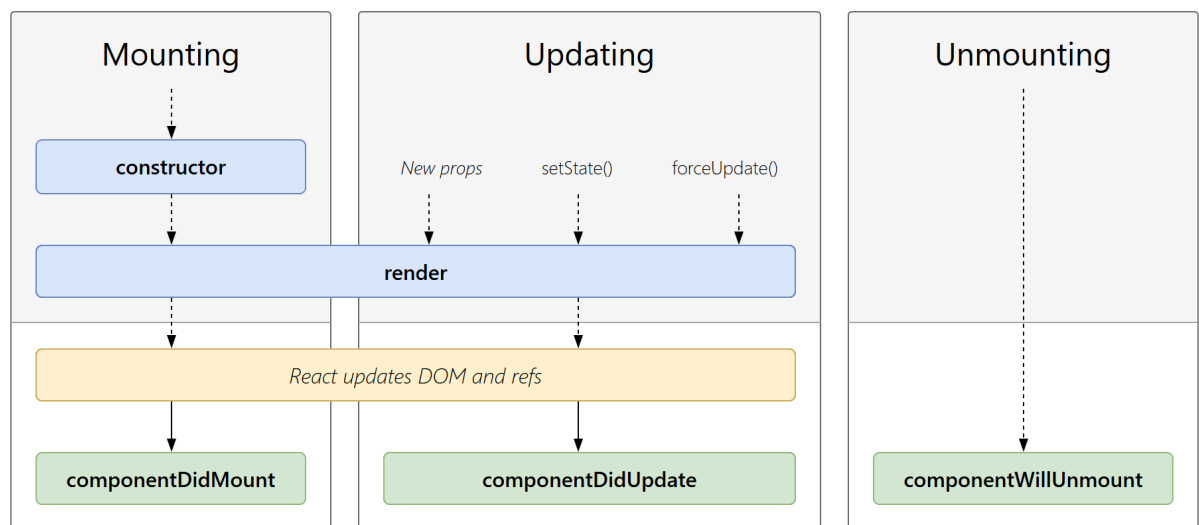 Mounting
Updating
Unmounting
constructor
New props
setState()
forceUpdate()
render
React updates DOM and refs
componentDidMount
componentDidUpdate
componentWillUnmount